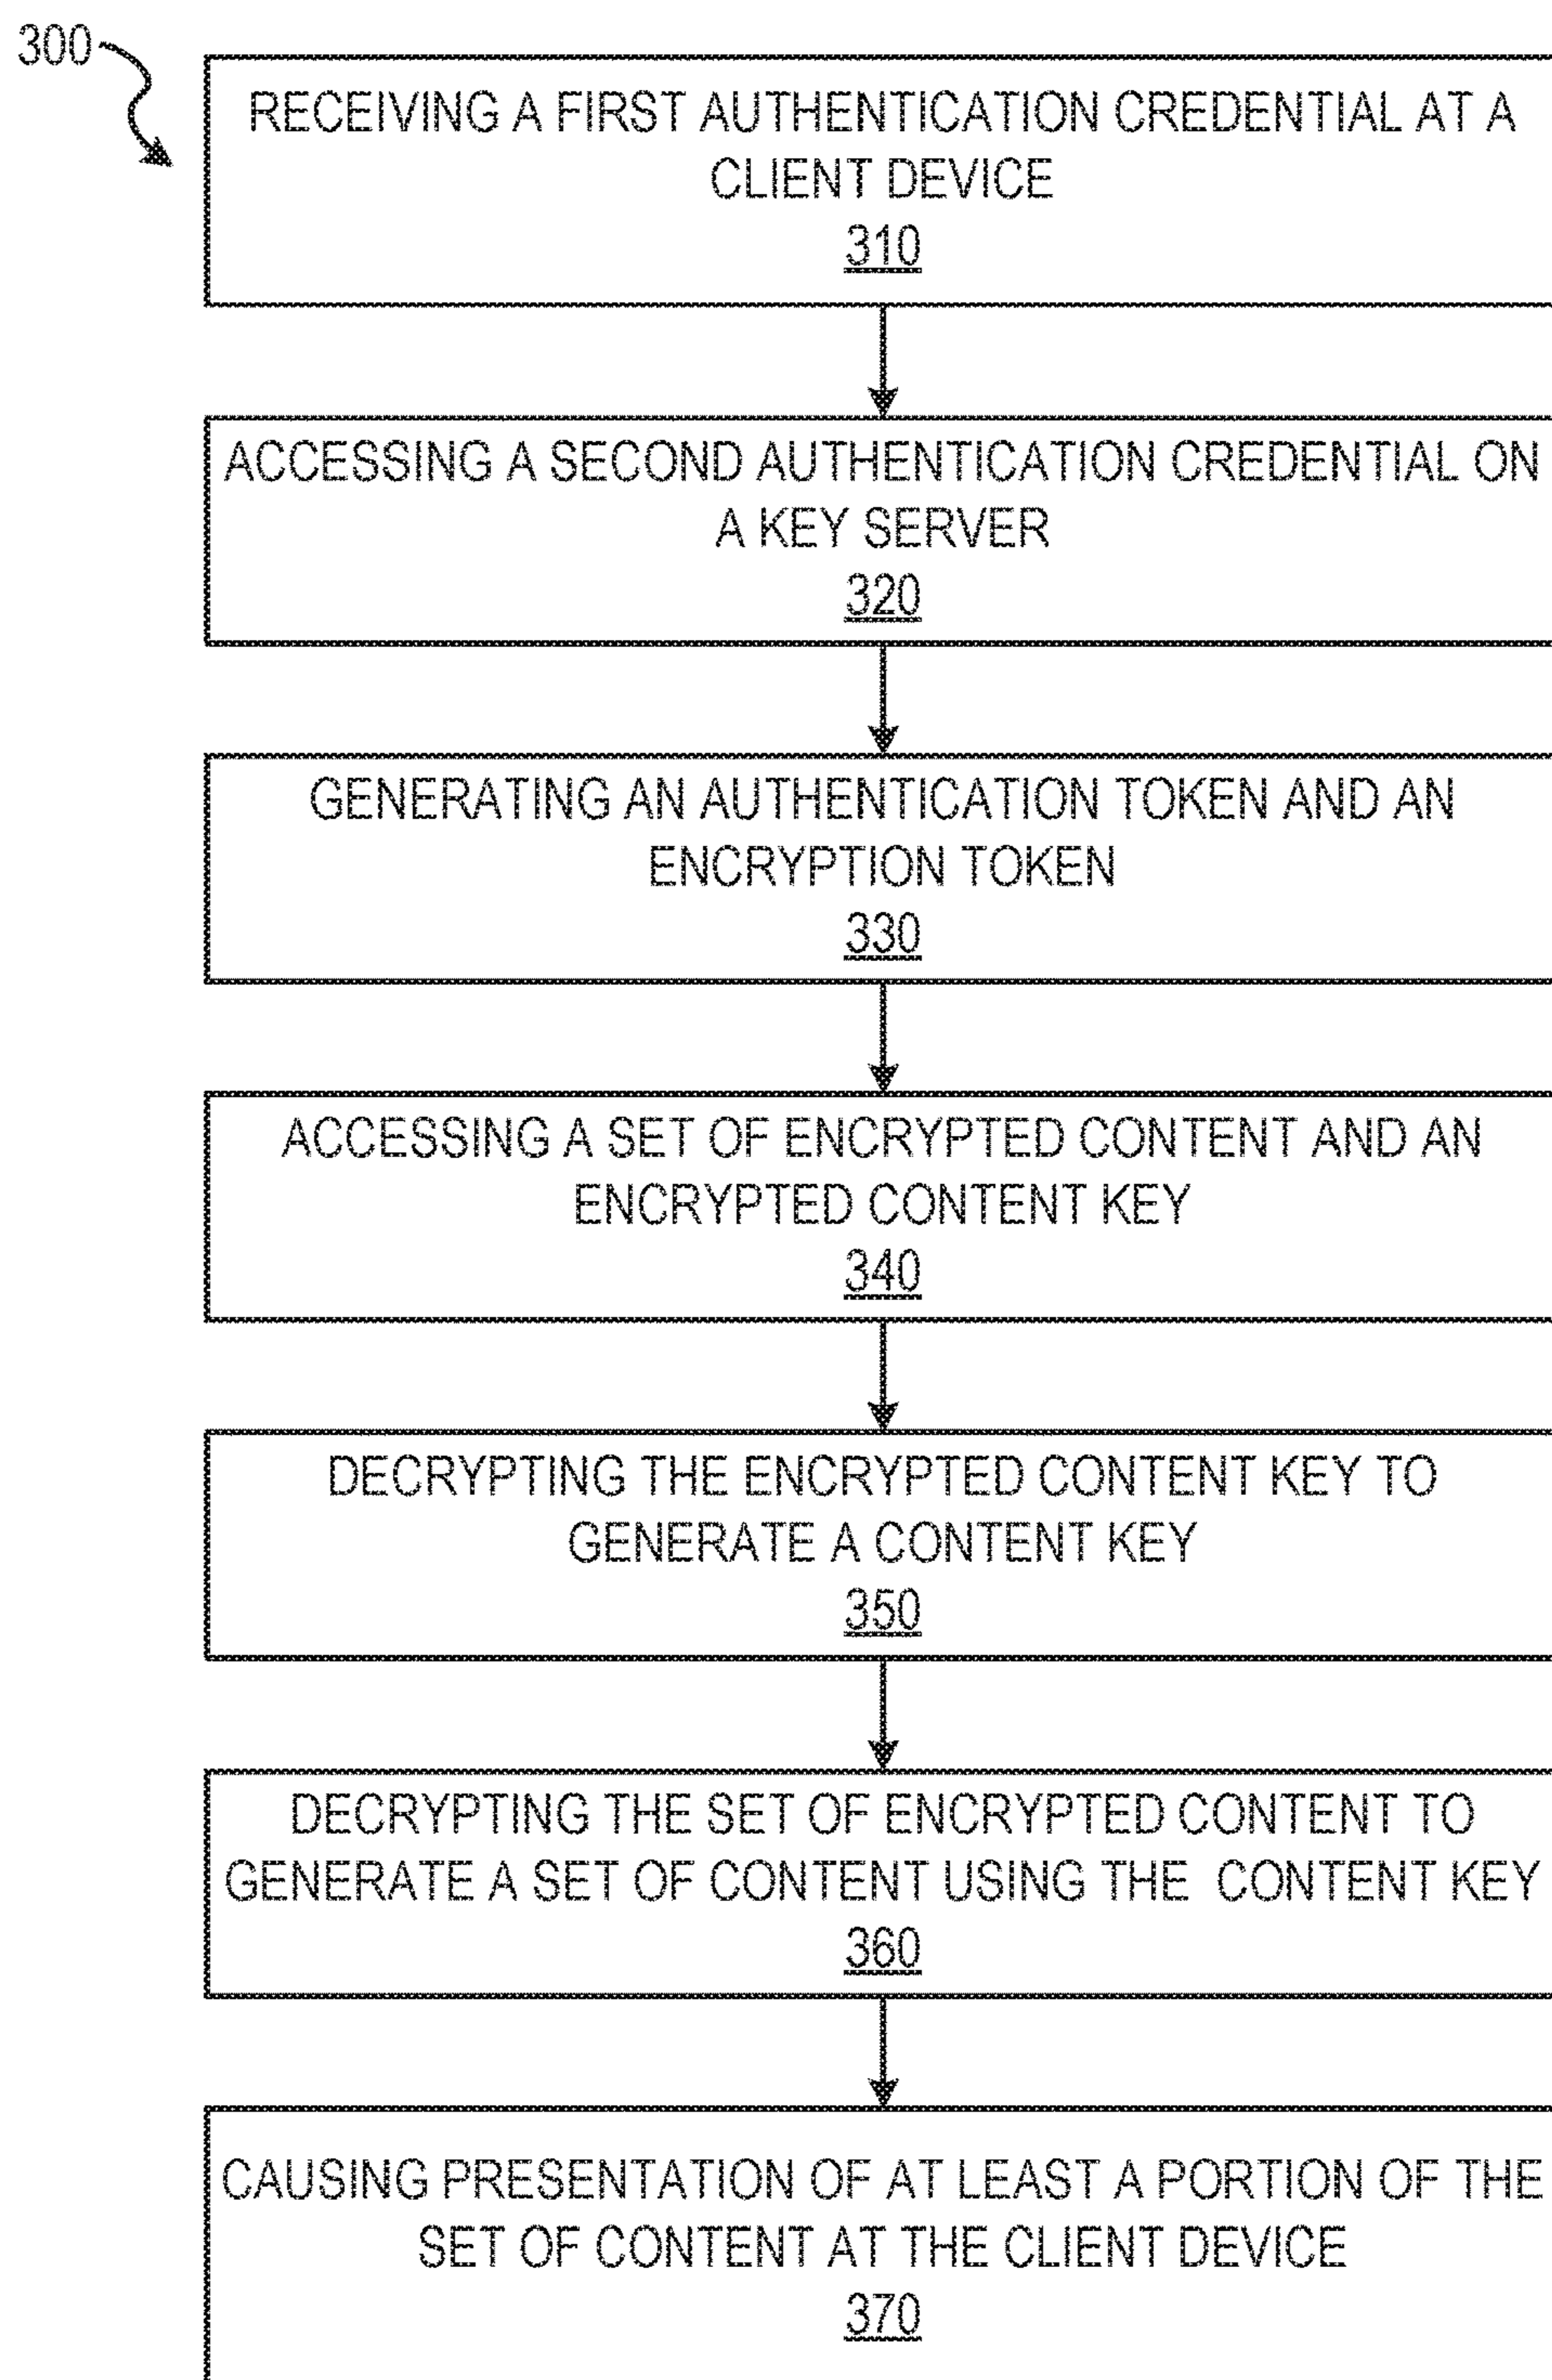 300
RECEIVING A FIRST AUTHENTICATION CREDENTIAL AT A
CLIENT DEVICE
310
ACCESSING A SECOND AUTHENTICATION CREDENTIAL ON
A KEY SERVER
320
GENERATING AN AUTHENTICATION TOKEN AND AN
ENCRYPTION TOKEN
330
ACCESSING A SET OF ENCRYPTED CONTENT AND AN
ENCRYPTED CONTENT KEY
340
DECRYPTING THE ENCRYPTED CONTENT KEY TO
GENERATE A CONTENT KEY
350
DECRYPTING THE SET OF ENCRYPTED CONTENT TO
GENERATE A SET OF CONTENT USING THE CONTENT KEY
360
CAUSING PRESENTATION OF AT LEAST A PORTION OF THE
SET OF CONTENT AT THE CLIENT DEVICE
370